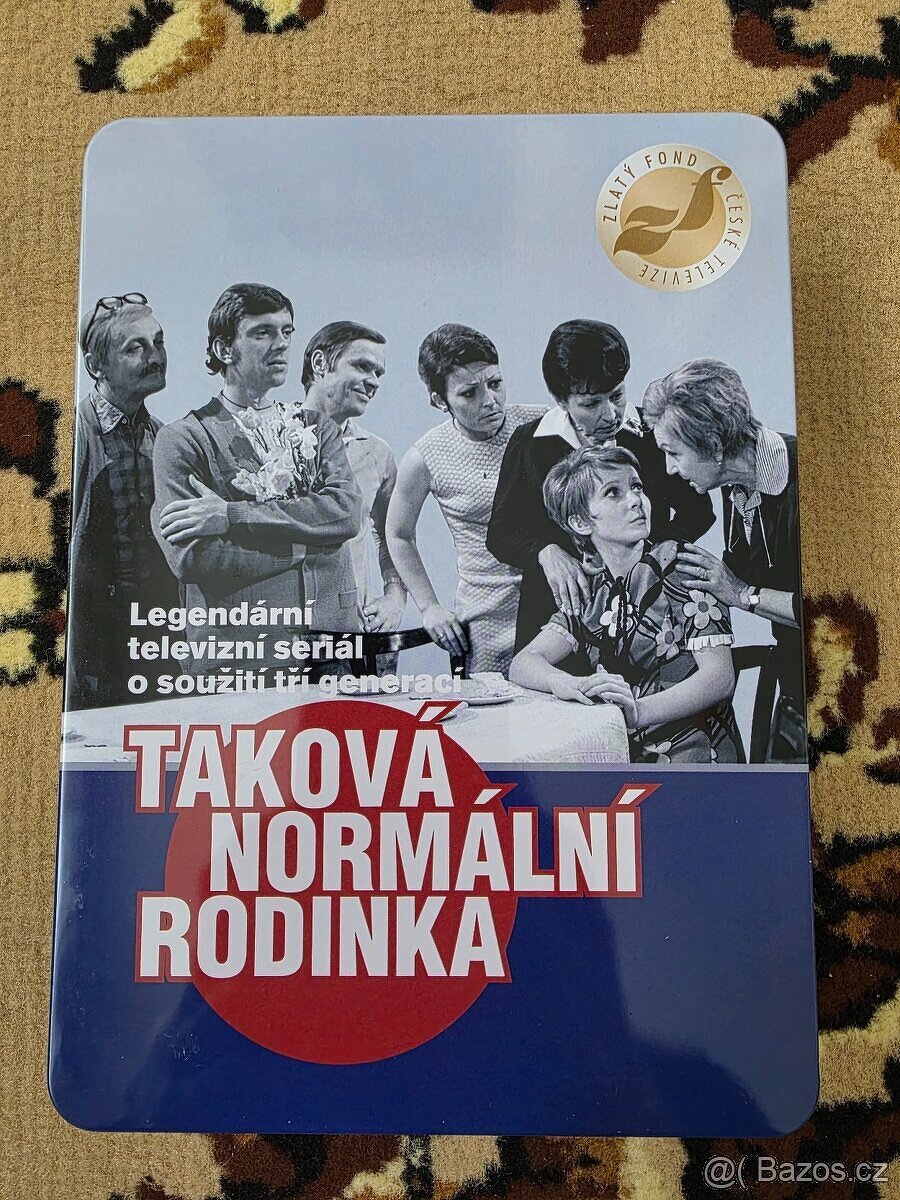 ZLATÝ FOND ČESKÉ TELEVIZE
Legendární
televizní seriál
o soužití tří generací
TAKOVÁ
NORMÁLNÍ
RODINKA
@( Bazos.cz